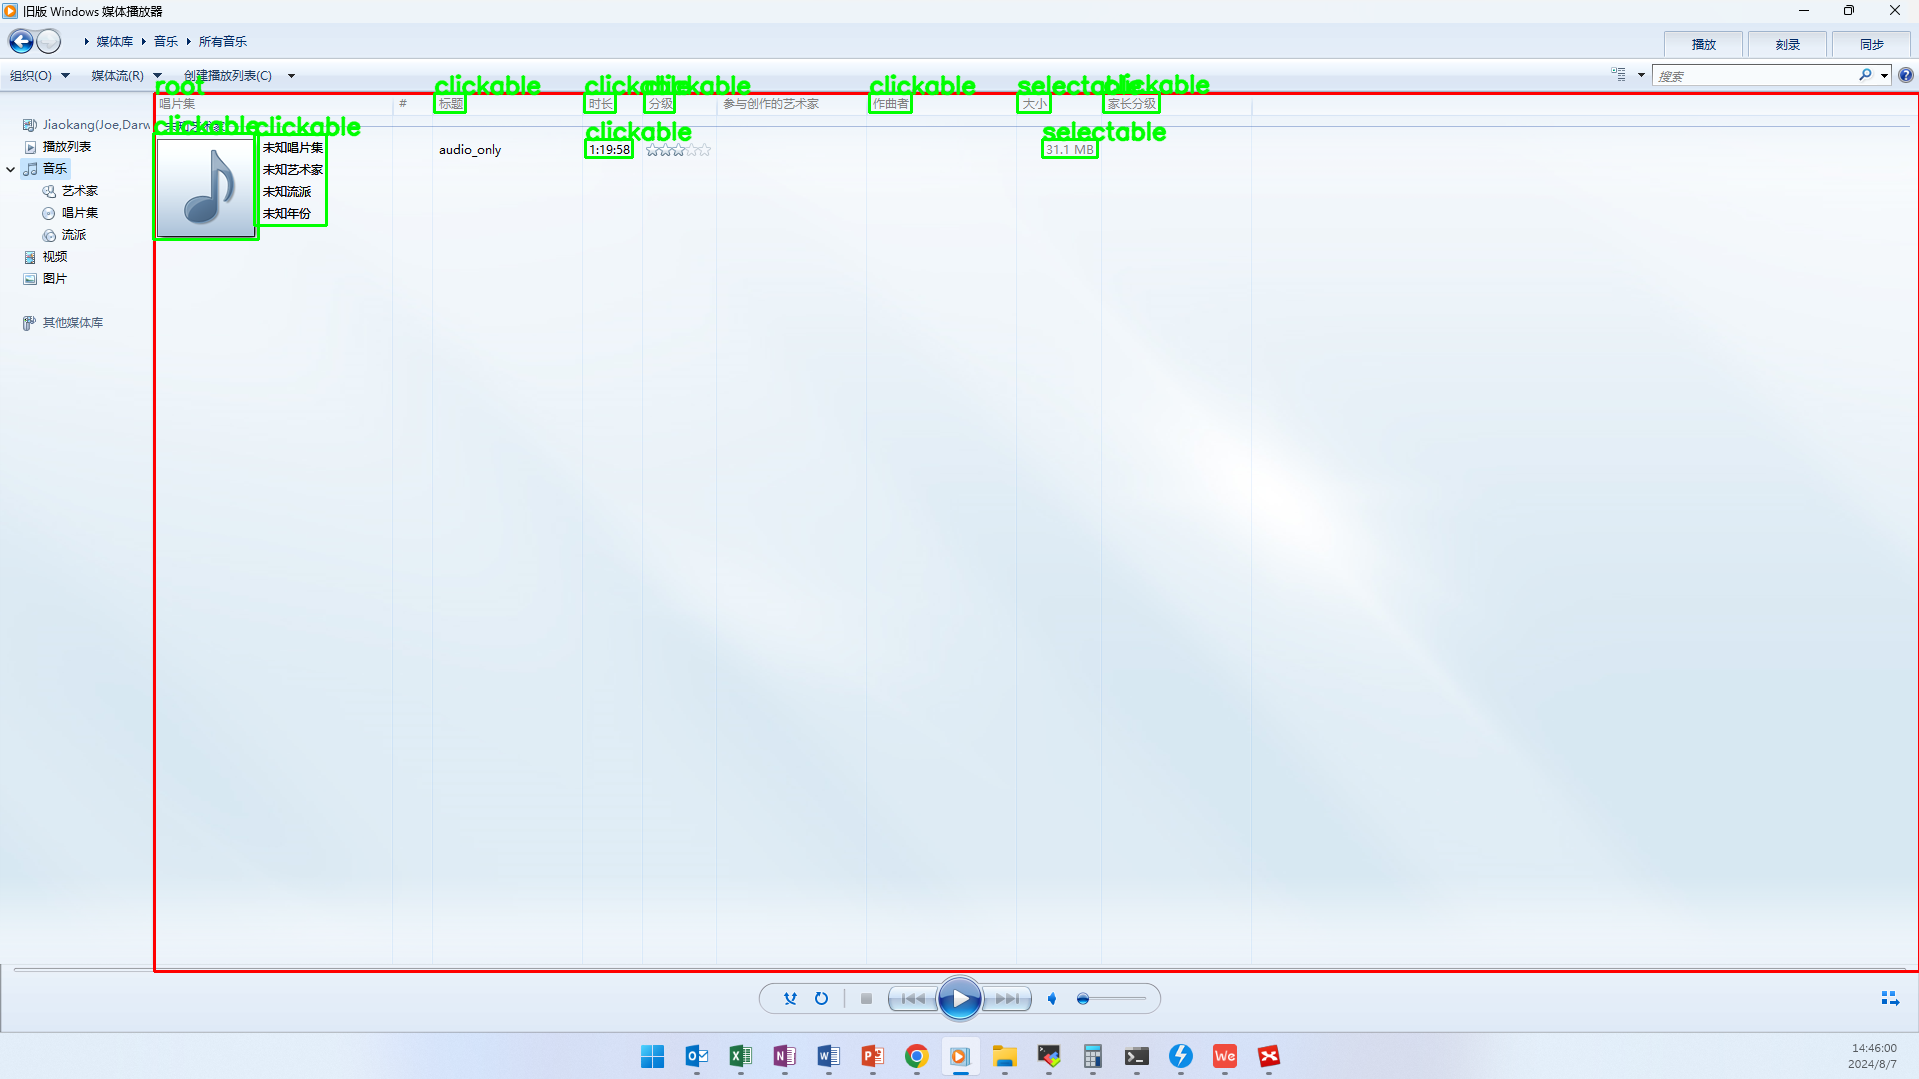 旧版 Windows 媒体播放器
媒体库 音乐 所有音乐
播放 刻录 同步
组织(O) 媒体流(R) 创建播放列表(C)
搜索
root clickable clickable clickable clickable selectable clickable
唱片集 # 标题 时长 分级 参与创作的艺术家 作曲者 大小 家长分级
Jiaokang(Joe,Darw
未知艺术家
clickable clickable clickable selectable
播放列表
音乐
艺术家
唱片集
流派
视频
图片
其他媒体库
未知唱片集 audio_only 1:19:58 31.1 MB
未知艺术家
未知流派
未知年份
We
14:46:00
2024/8/7